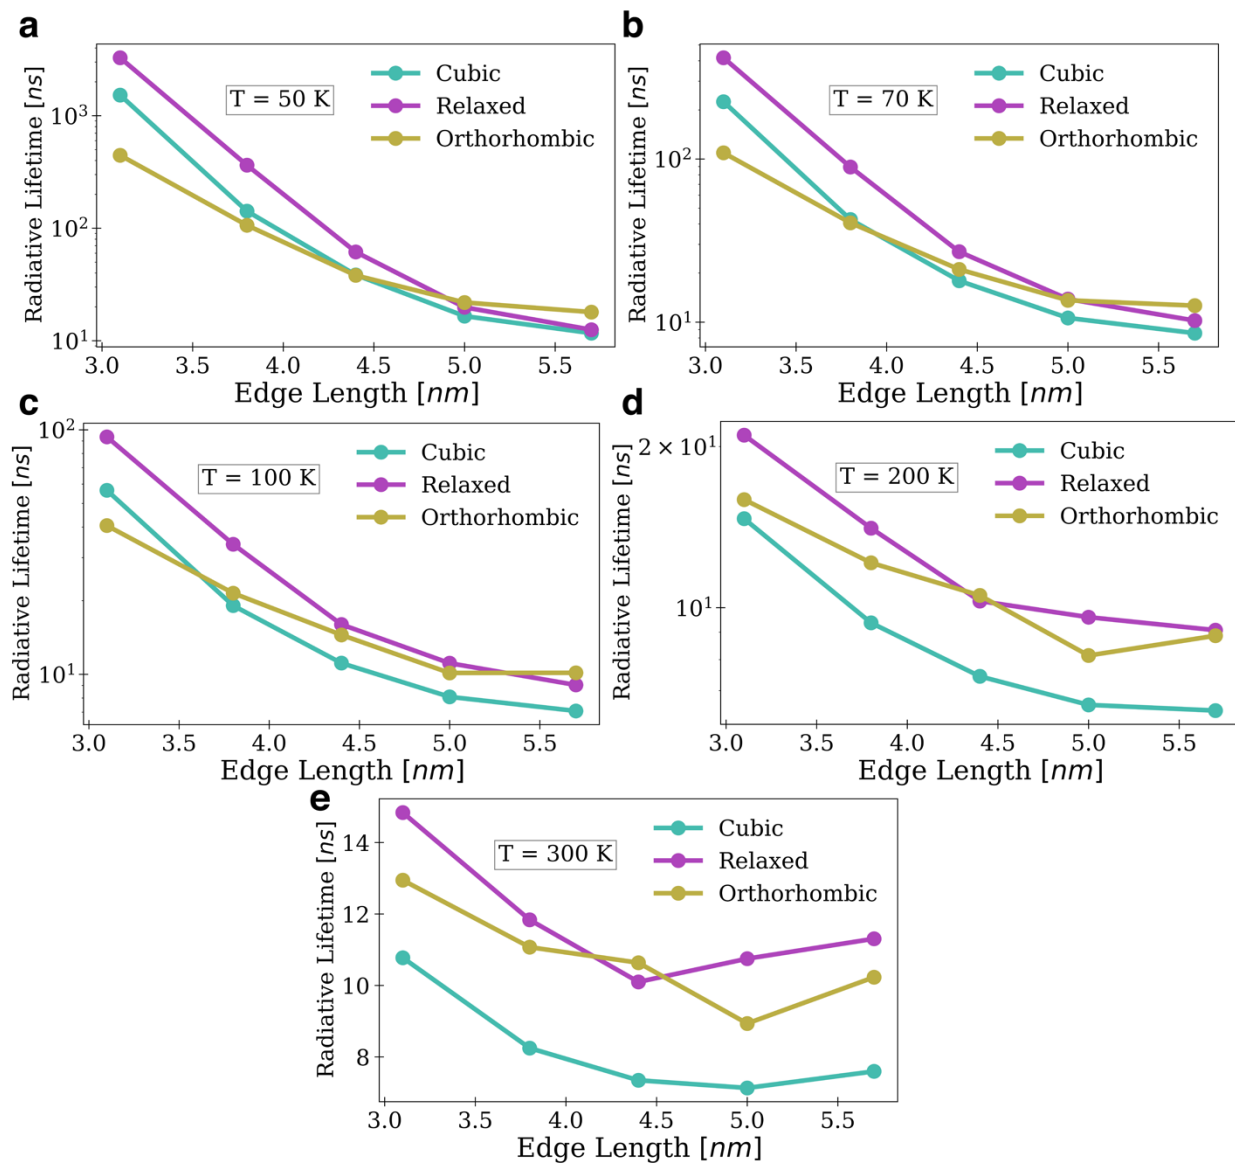 a
Radiative Lifetime [ns]
10³
10²
10¹
T = 50 K
Cubic
Relaxed
Orthorhombic
3.0 3.5 4.0 4.5 5.0 5.5
Edge Length [nm]
b
Radiative Lifetime [ns]
10²
10¹
T = 70 K
Cubic
Relaxed
Orthorhombic
3.0 3.5 4.0 4.5 5.0 5.5
Edge Length [nm]
c
Radiative Lifetime [ns]
10²
10¹
T = 100 K
Cubic
Relaxed
Orthorhombic
3.0 3.5 4.0 4.5 5.0 5.5
Edge Length [nm]
d
Radiative Lifetime [ns]
2 × 10¹
10¹
T = 200 K
Cubic
Relaxed
Orthorhombic
3.0 3.5 4.0 4.5 5.0 5.5
Edge Length [nm]
e
Radiative Lifetime [ns]
14
12
10
8
T = 300 K
Cubic
Relaxed
Orthorhombic
3.0 3.5 4.0 4.5 5.0 5.5
Edge Length [nm]